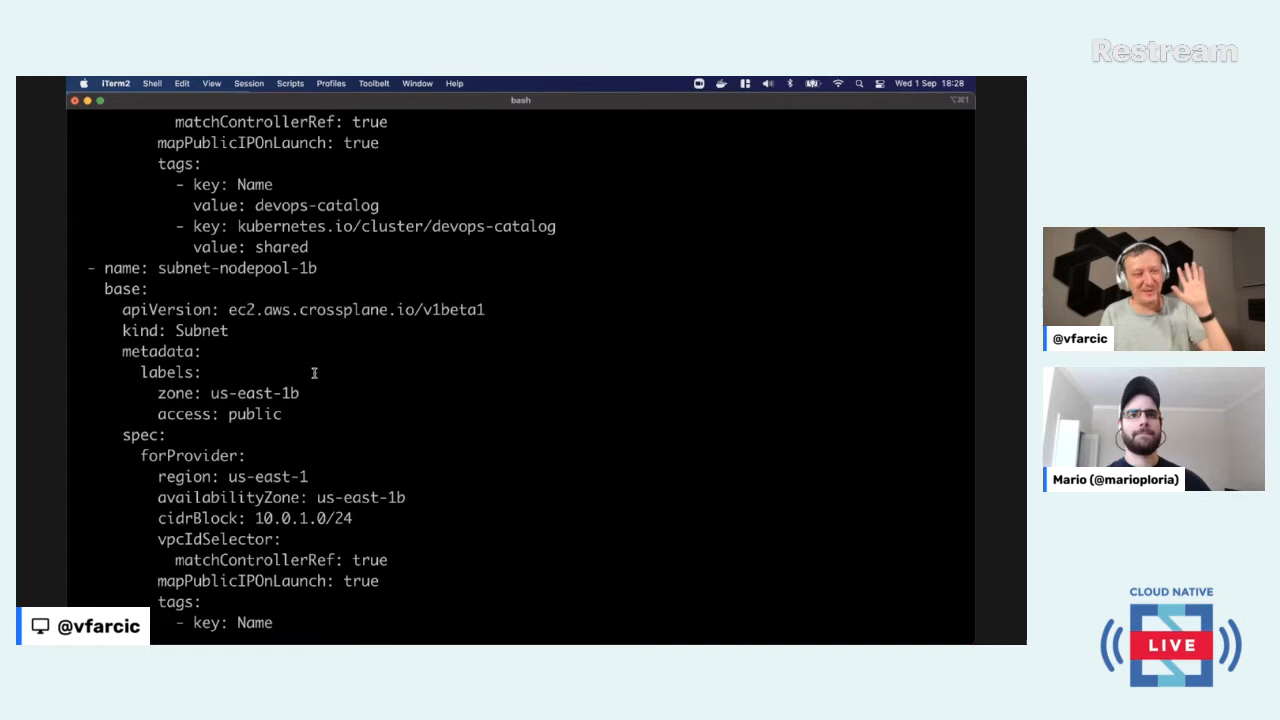 Restream
iTerm2 Shell Edit View Session Scripts Profiles Toolbelt Window Help Wed 1 Sep 18:28
bash ⌥⌘1
matchControllerRef: true
mapPublicIPOnLaunch: true
tags:
- key: Name
value: devops-catalog
- key: kubernetes.io/cluster/devops-catalog
value: shared
- name: subnet-nodepool-1b
base:
apiVersion: ec2.aws.crossplane.io/v1beta1
kind: Subnet
metadata:
labels:
zone: us-east-1b
access: public
spec:
forProvider:
region: us-east-1
availabilityZone: us-east-1b
cidrBlock: 10.0.1.0/24
vpcIdSelector:
matchControllerRef: true
mapPublicIPOnLaunch: true
tags:
- key: Name
@vfarcic
@vfarcic
Mario (@marioploria)
CLOUD NATIVE
LIVE